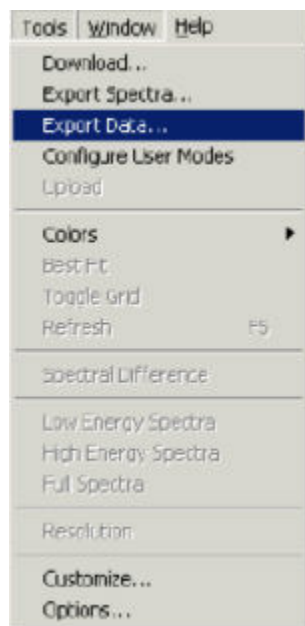 Tools Window Help
Download...
Export Spectra...
Export Data...
Configure User Modes
Upload
Colors
Best Fit
Toggle Grid
Refresh F5
Spectral Difference
Low Energy Spectra
High Energy Spectra
Full Spectra
Resolution
Customize...
Options...